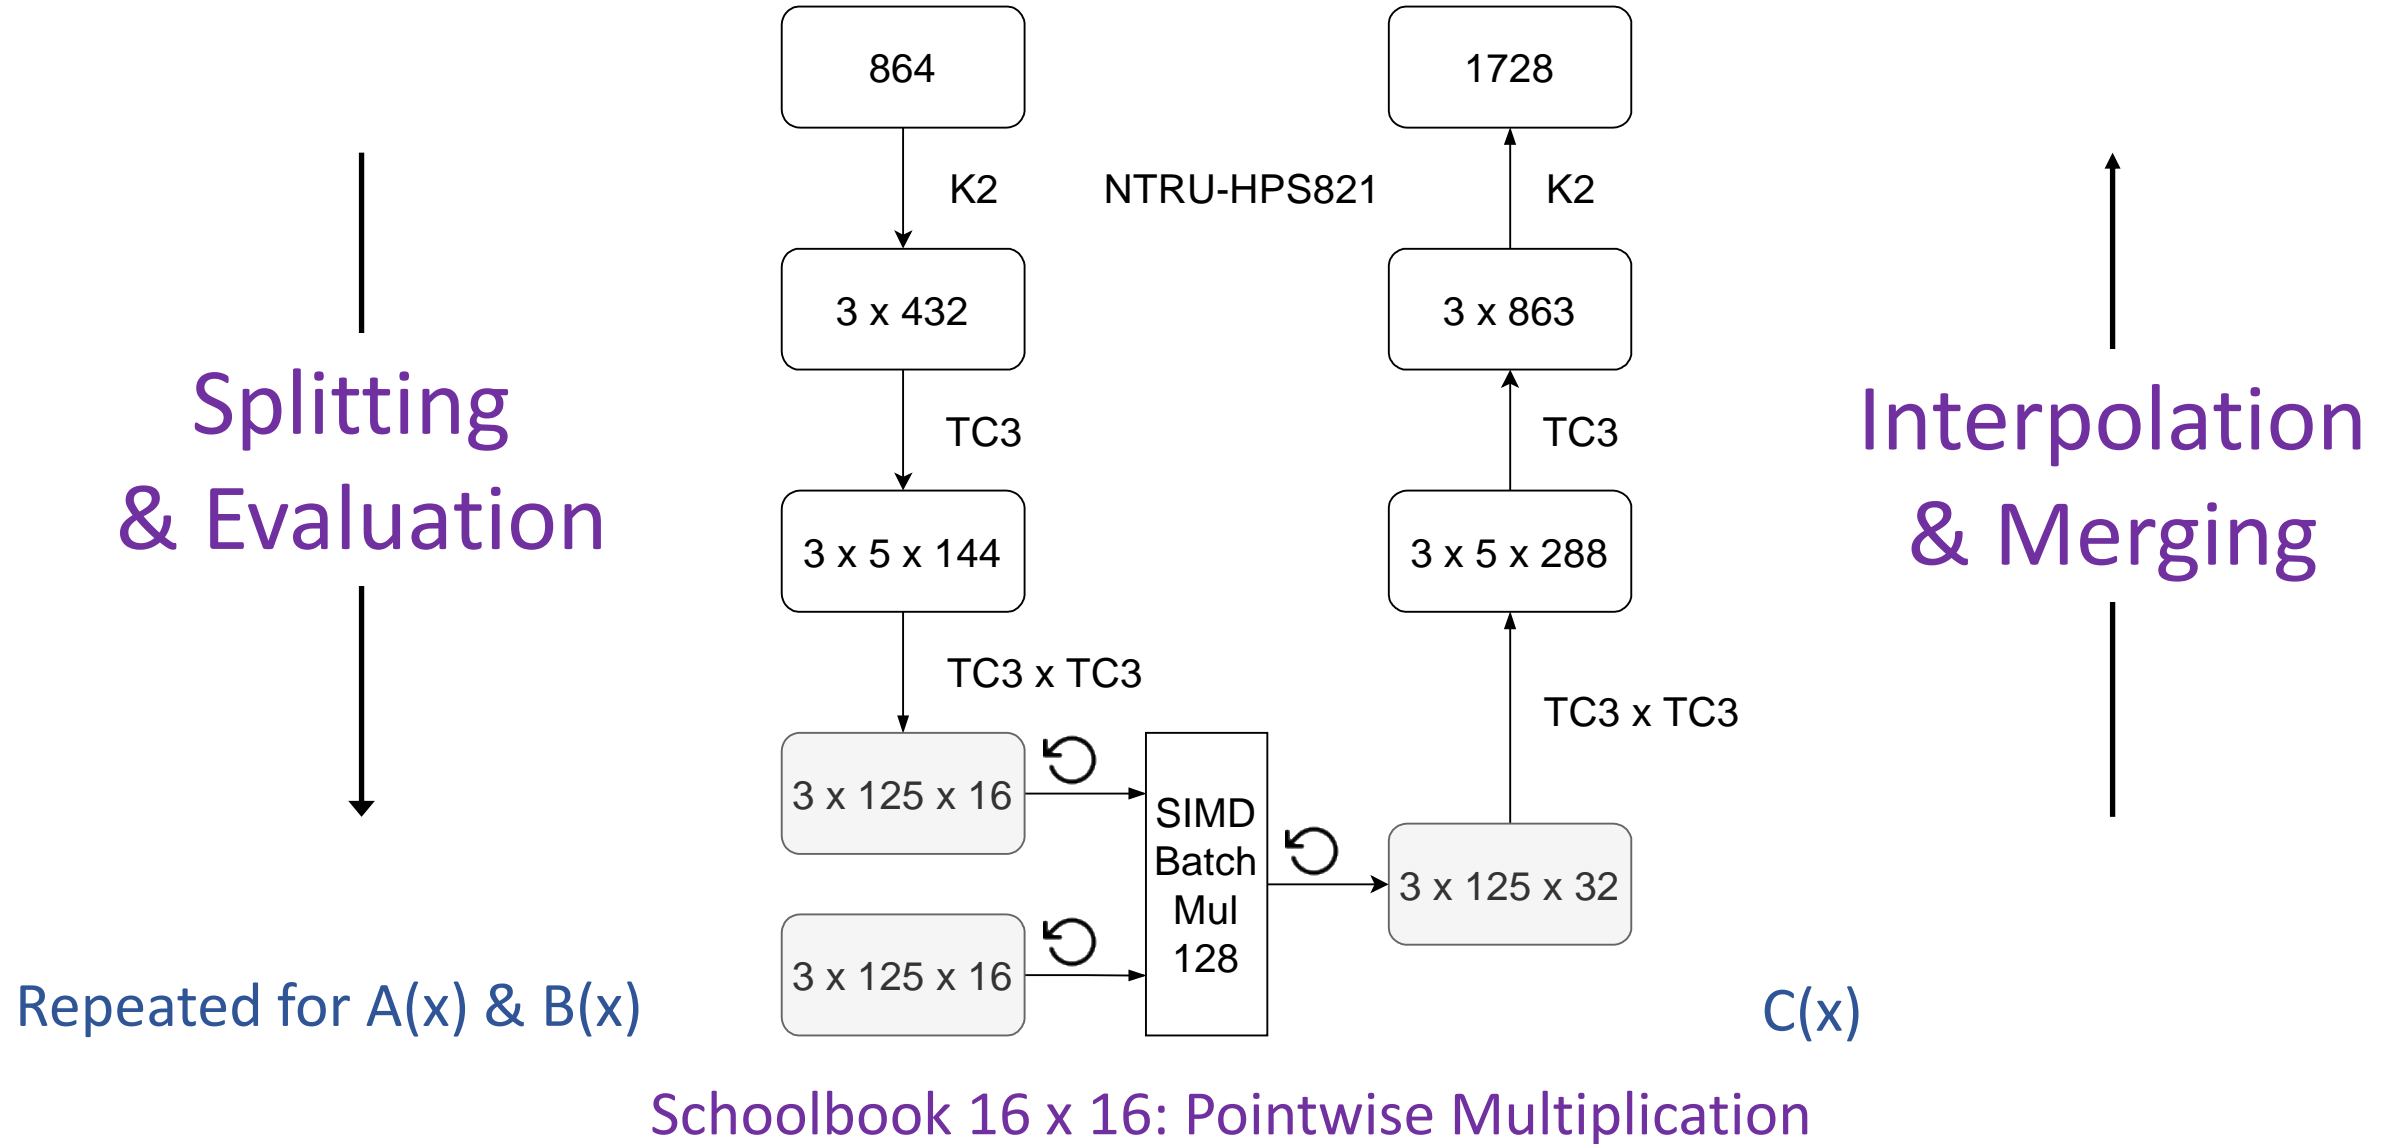 864
1728
K2
NTRU-HPS821
K2
3 x 432
3 x 863
Splitting
& Evaluation
TC3
TC3
Interpolation
& Merging
3 x 5 x 144
3 x 5 x 288
TC3 x TC3
TC3 x TC3
3 x 125 x 16
SIMD
Batch
Mul
128
3 x 125 x 32
3 x 125 x 16
Repeated for A(x) & B(x)
C(x)
Schoolbook 16 x 16: Pointwise Multiplication